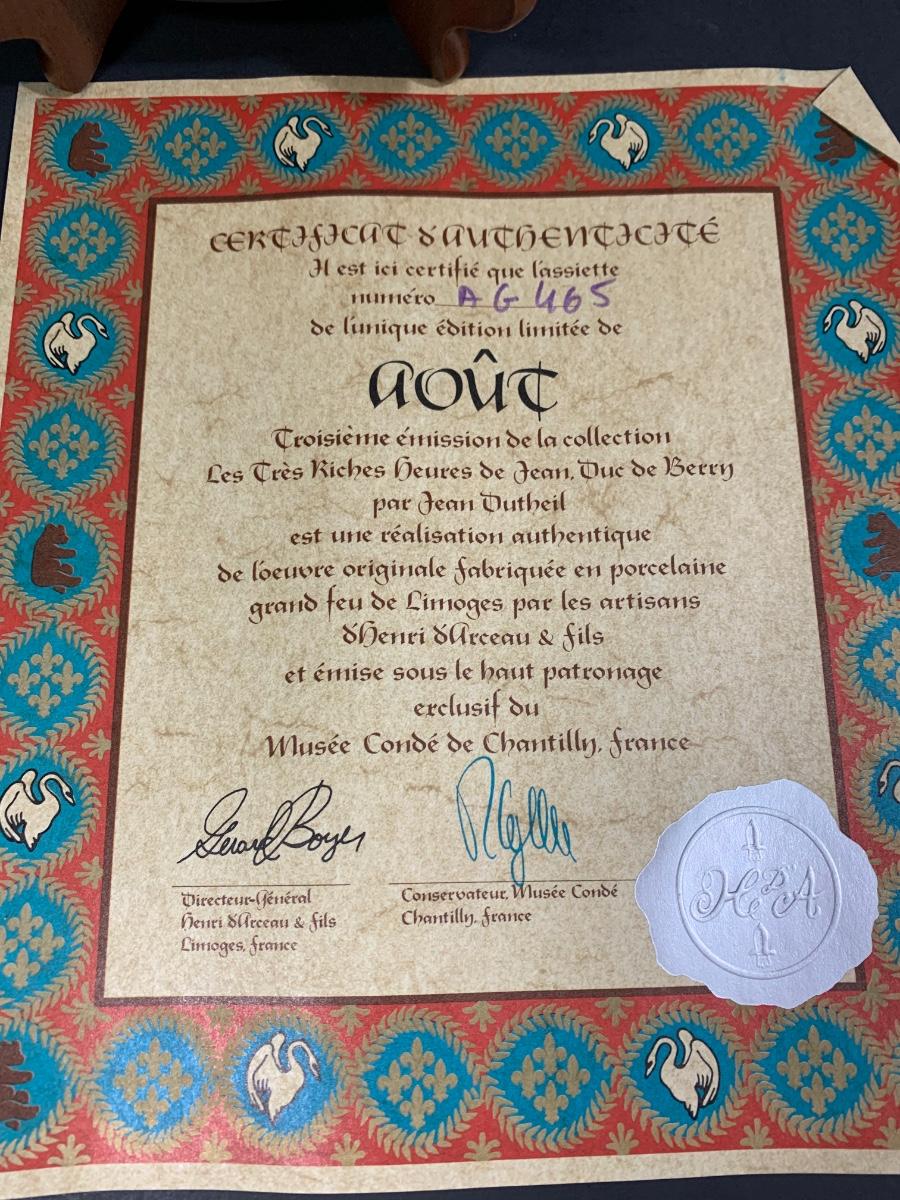 CERTIFICAT d'AUTHENTICITÉ
Il est ici certifié que l'assiette
numéro AG 465
de l'unique édition limitée de
AOÛT
Troisième émission de la collection
Les Très Riches Heures de Jean, Duc de Berry
par Jean Dutheil
est une réalisation authentique
de l'oeuvre originale fabriquée en porcelaine
grand feu de Limoges par les artisans
d'Henri d'Arceau & Fils
et émise sous le haut patronage
exclusif du
Musée Condé de Chantilly, France
Gerard Boyer
Directeur-Général
Henri d'Arceau & Fils
Limoges, France
Conservateur, Musée Condé
Chantilly, France
HDA